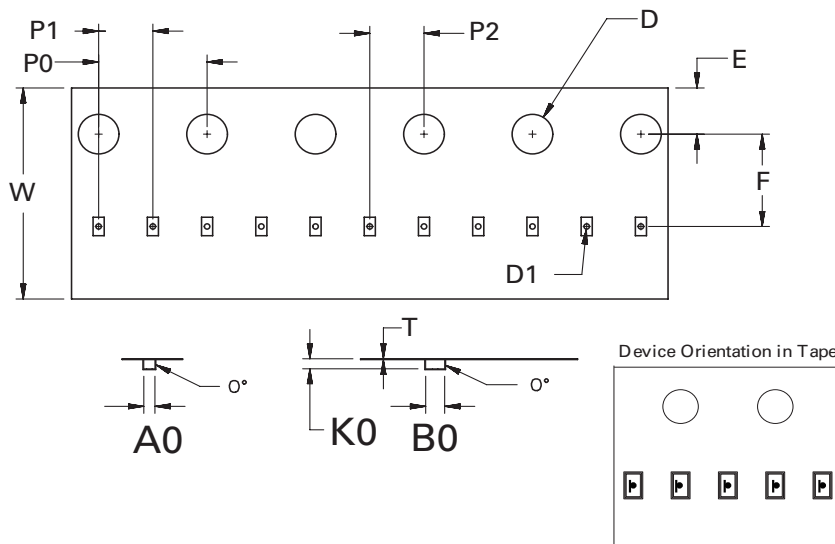 P1
P2
D
P0
E
W
F
D1
T
Device Orientation in Tape
0°
0°
A0
K0
B0